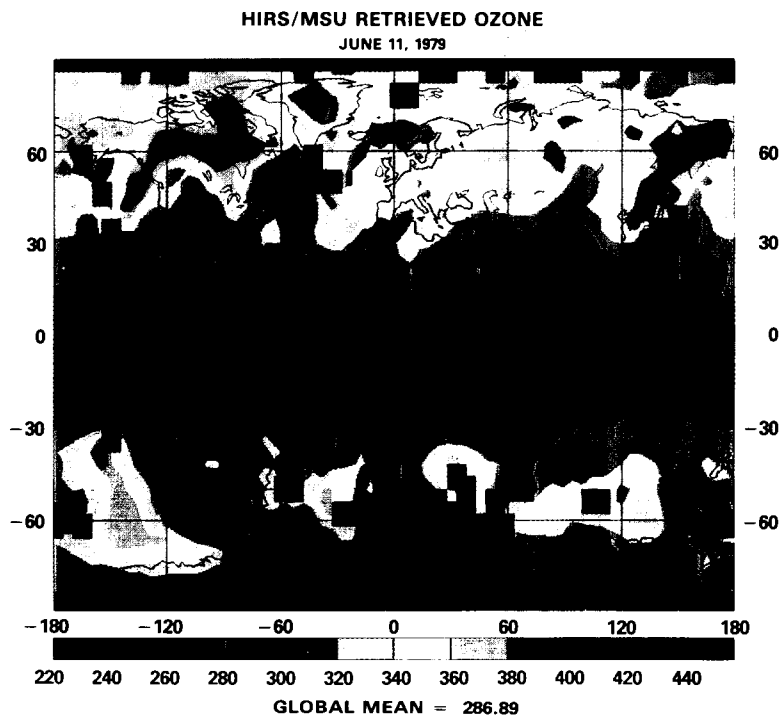 HIRS/MSU RETRIEVED OZONE
JUNE 11, 1979
60 60
30 30
0 0
−30 −30
−60 −60
−180 −120 −60 0 60 120 180
220 240 260 280 300 320 340 360 380 400 420 440
GLOBAL MEAN = 286.89